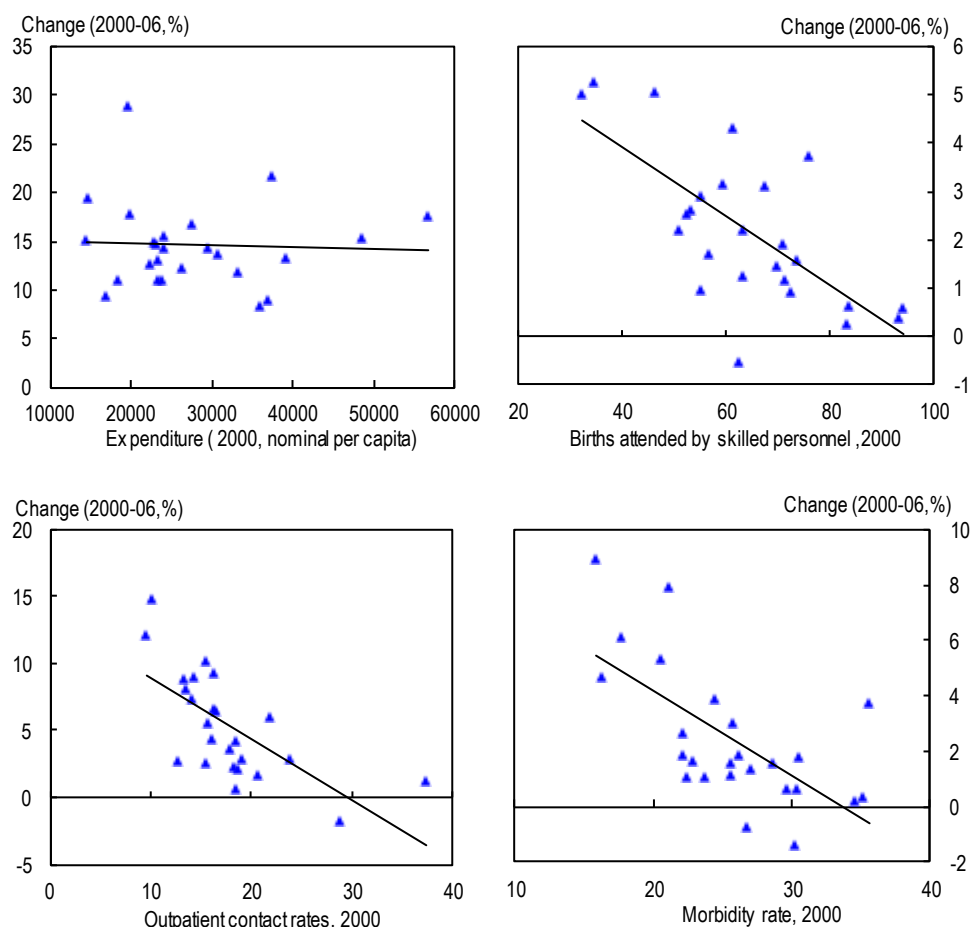 Change (2000-06,%)
35
30
25
20
15
10
5
0
10000 20000 30000 40000 50000 60000
Expenditure ( 2000, nominal per capita)
Change (2000-06,%)
6
5
4
3
2
1
0
-1
20 40 60 80 100
Births attended by skilled personnel ,2000
Change (2000-06,%)
20
15
10
5
0
-5
0 10 20 30 40
Outpatient contact rates, 2000
Change (2000-06,%)
10
8
6
4
2
0
-2
10 20 30 40
Morbidity rate, 2000